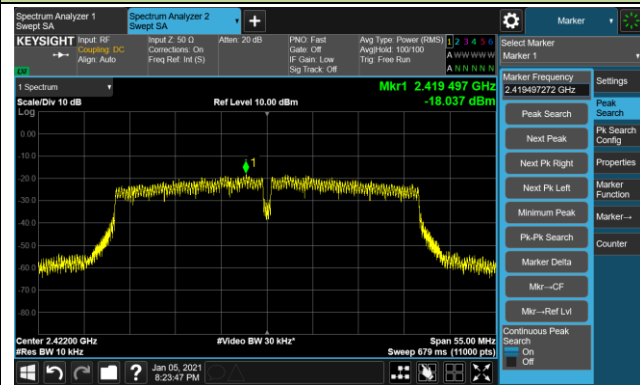 Spectrum Analyzer 1
Swept SA
Spectrum Analyzer 2
Swept SA
+
Marker
KEYSIGHT
Input: RF
Coupling: DC
Align: Auto
Input Z: 50 Ω
Corrections: On
Freq Ref: Int (S)
Atten: 20 dB
PNO: Fast
Gate: Off
IF Gain: Low
Sig Track: Off
Avg Type: Power (RMS)
Avg|Hold: 100/100
Trig: Free Run
1 2 3 4 5 6
A W W W W W
A N N N N N
LXI
Select Marker
Marker 1
1 Spectrum
Mkr1 2.419 497 GHz
Scale/Div 10 dB
Ref Level 10.00 dBm
-18.037 dBm
Log
0.00
-10.0
-20.0
-30.0
-40.0
-50.0
-60.0
-70.0
-80.0
1
Center 2.42200 GHz
#Video BW 30 kHz*
Span 55.00 MHz
#Res BW 10 kHz
Sweep 679 ms (11000 pts)
Marker Frequency
2.419497272 GHz
Peak Search
Next Peak
Next Pk Right
Next Pk Left
Minimum Peak
Pk-Pk Search
Marker Delta
Mkr→CF
Mkr→Ref Lvl
Continuous Peak
Search
On
Off
Settings
Peak
Search
Pk Search
Config
Properties
Marker
Function
Marker→
Counter
?
Jan 05, 2021
8:23:47 PM